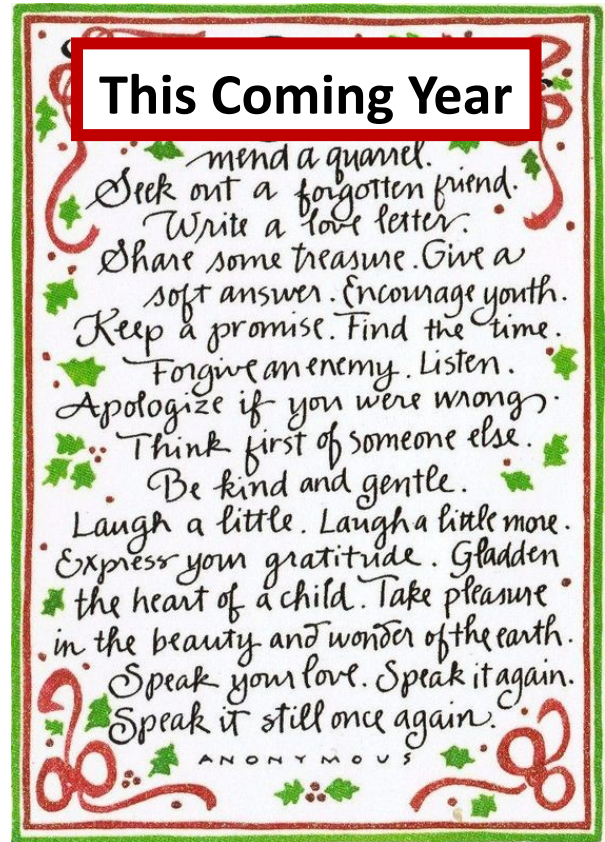 This Coming Year
mend a quarrel.
Seek out a forgotten friend.
Write a love letter.
Share some treasure. Give a
soft answer. Encourage youth.
Keep a promise. Find the time.
Forgive an enemy. Listen.
Apologize if you were wrong.
Think first of someone else.
Be kind and gentle.
Laugh a little. Laugh a little more.
Express your gratitude. Gladden
the heart of a child. Take pleasure
in the beauty and wonder of the earth.
Speak your love. Speak it again.
Speak it still once again.
ANONYMOUS